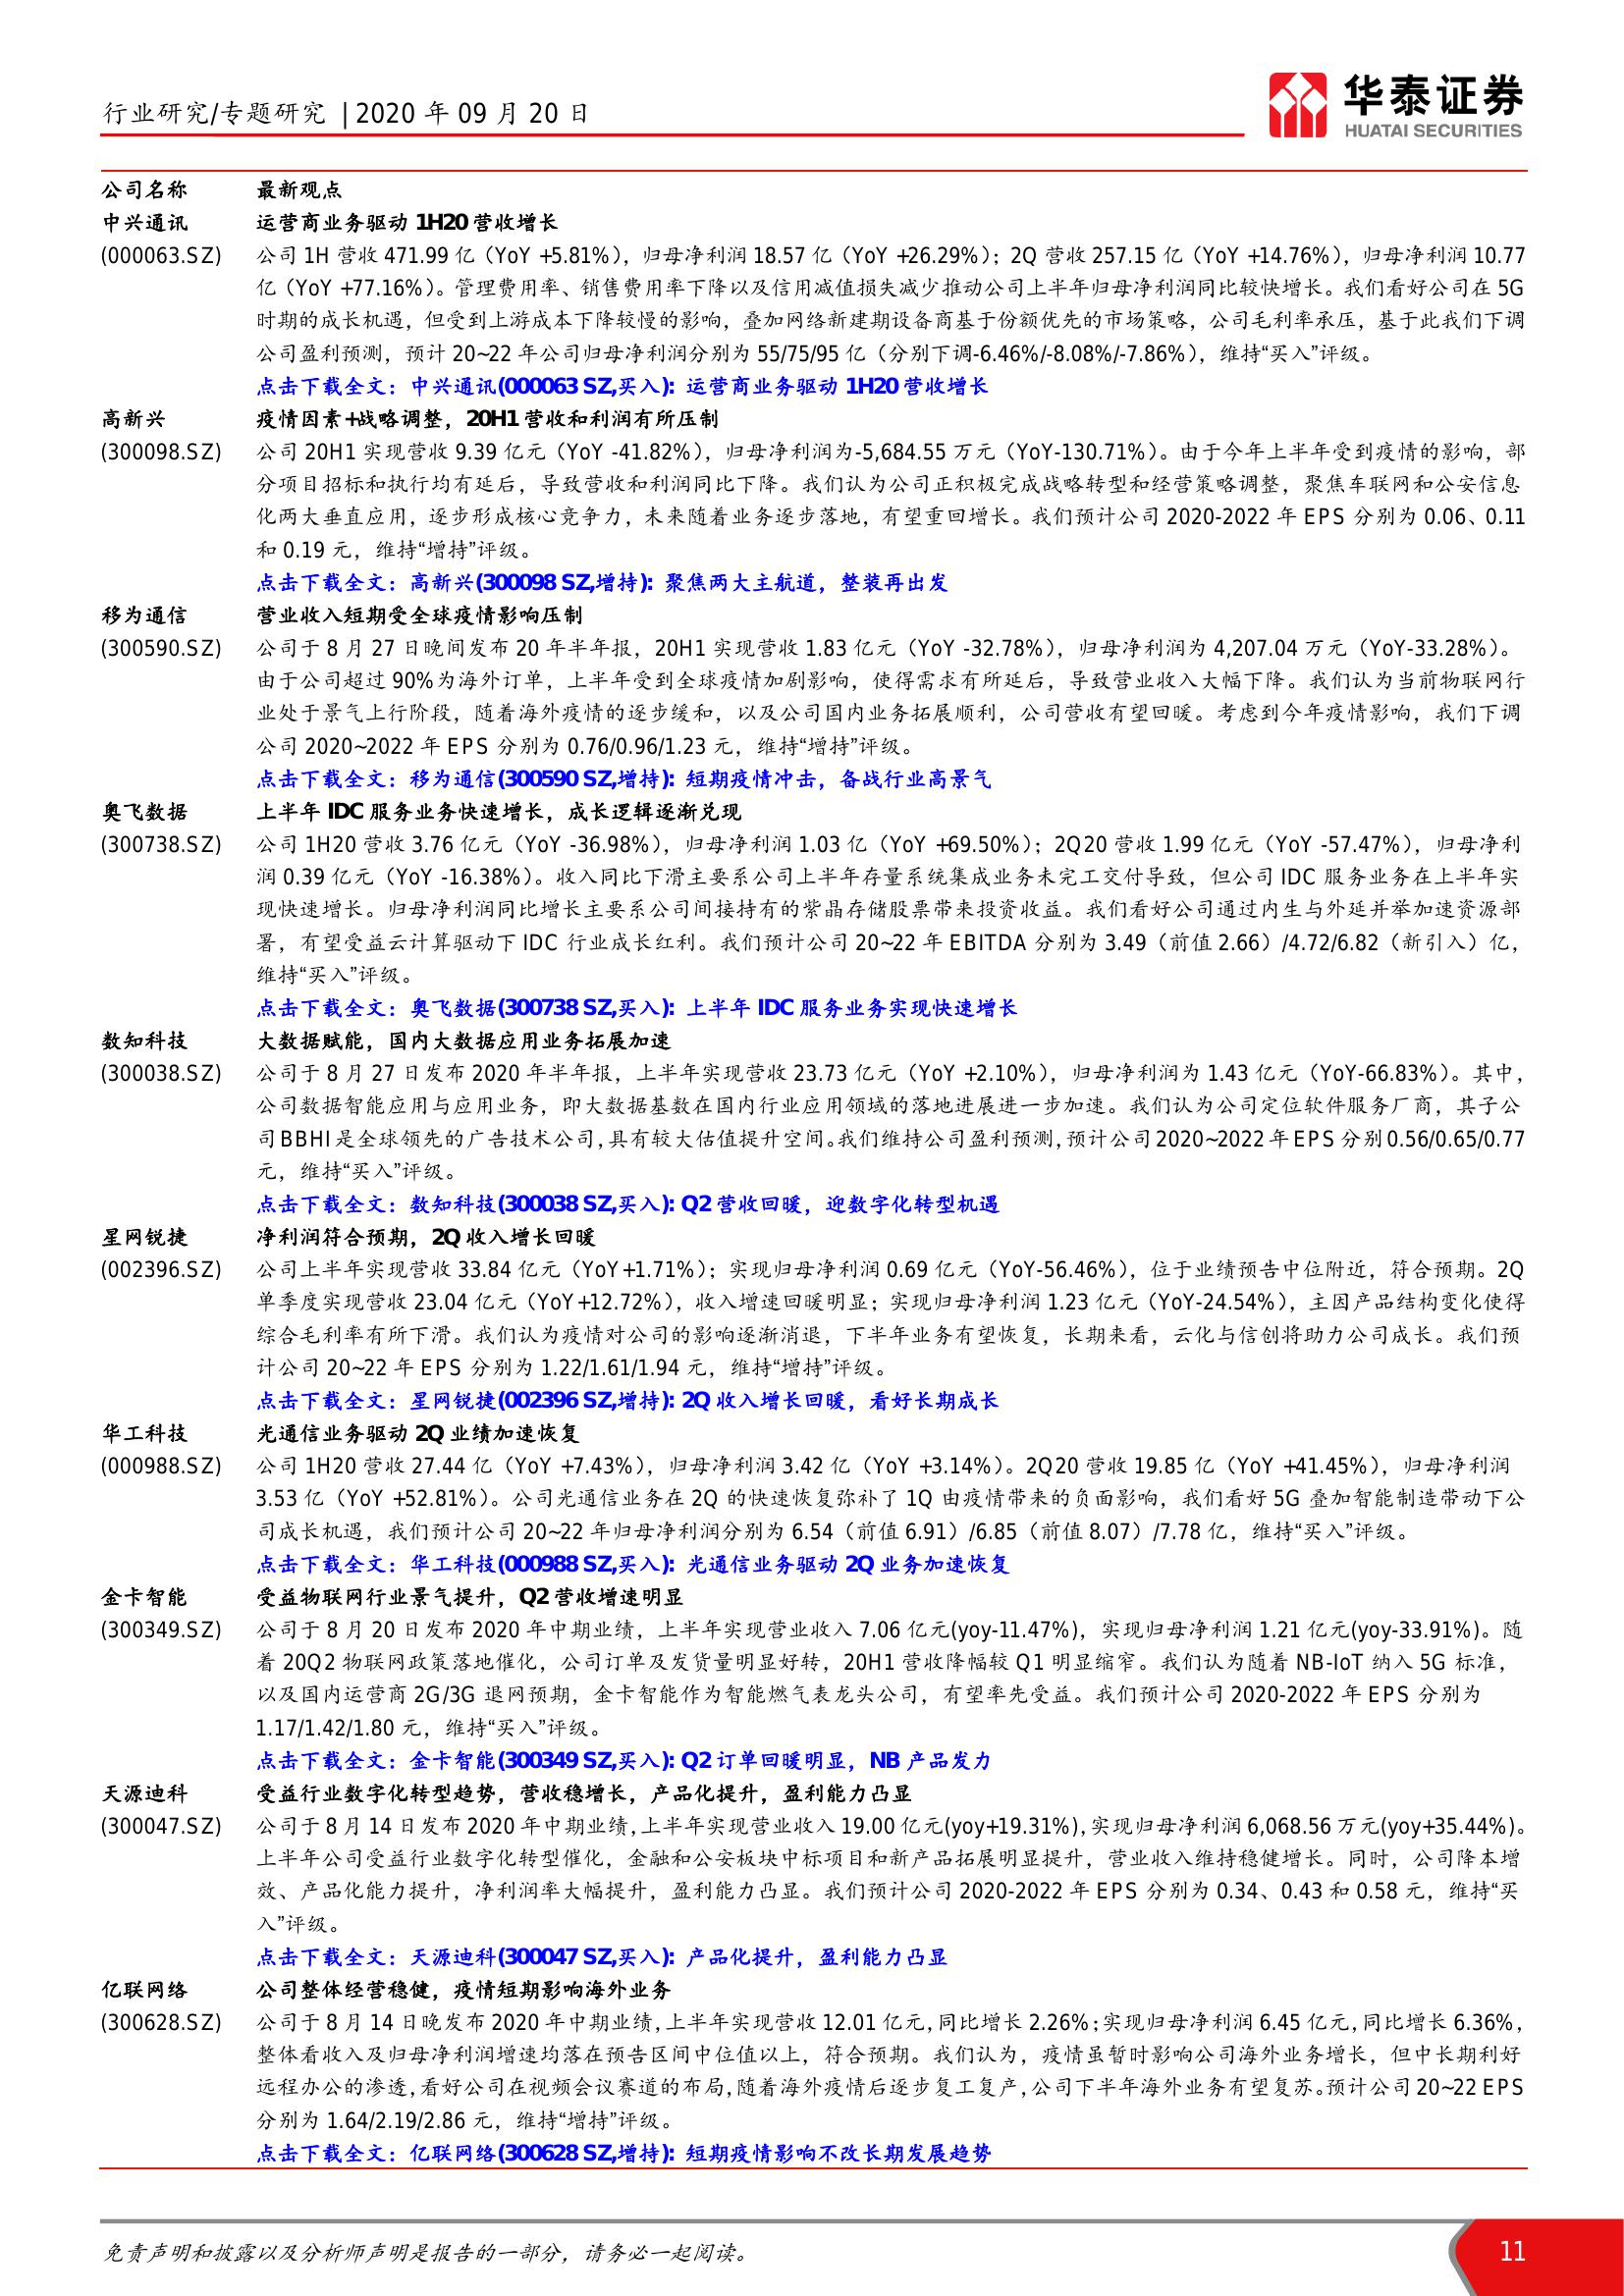 行业研究/专题研究 | 2020 年 09 月 20 日
华泰证券
HUATAI SECURITIES
公司名称 最新观点
中兴通讯 运营商业务驱动 1H20 营收增长
(000063.SZ) 公司 1H 营收 471.99 亿（YoY +5.81%），归母净利润 18.57 亿（YoY +26.29%）；2Q 营收 257.15 亿（YoY +14.76%），归母净利润 10.77
亿（YoY +77.16%）。管理费用率、销售费用率下降以及信用减值损失减少推动公司上半年归母净利润同比较快增长。我们看好公司在 5G
时期的成长机遇，但受到上游成本下降较慢的影响，叠加网络新建期设备商基于份额优先的市场策略，公司毛利率承压，基于此我们下调
公司盈利预测，预计 20~22 年公司归母净利润分别为 55/75/95 亿（分别下调-6.46%/-8.08%/-7.86%），维持“买入”评级。
点击下载全文：中兴通讯(000063 SZ,买入): 运营商业务驱动 1H20 营收增长
高新兴 疫情因素+战略调整，20H1 营收和利润有所压制
(300098.SZ) 公司 20H1 实现营收 9.39 亿元（YoY -41.82%），归母净利润为-5,684.55 万元（YoY-130.71%）。由于今年上半年受到疫情的影响，部
分项目招标和执行均有延后，导致营收和利润同比下降。我们认为公司正积极完成战略转型和经营策略调整，聚焦车联网和公安信息
化两大垂直应用，逐步形成核心竞争力，未来随着业务逐步落地，有望重回增长。我们预计公司 2020-2022 年 EPS 分别为 0.06、0.11
和 0.19 元，维持“增持”评级。
点击下载全文：高新兴(300098 SZ,增持): 聚焦两大主航道，整装再出发
移为通信 营业收入短期受全球疫情影响压制
(300590.SZ) 公司于 8 月 27 日晚间发布 20 年半年报，20H1 实现营收 1.83 亿元（YoY -32.78%），归母净利润为 4,207.04 万元（YoY-33.28%）。
由于公司超过 90%为海外订单，上半年受到全球疫情加剧影响，使得需求有所延后，导致营业收入大幅下降。我们认为当前物联网行
业处于景气上行阶段，随着海外疫情的逐步缓和，以及公司国内业务拓展顺利，公司营收有望回暖。考虑到今年疫情影响，我们下调
公司 2020~2022 年 EPS 分别为 0.76/0.96/1.23 元，维持“增持”评级。
点击下载全文：移为通信(300590 SZ,增持): 短期疫情冲击，备战行业高景气
奥飞数据 上半年 IDC 服务业务快速增长，成长逻辑逐渐兑现
(300738.SZ) 公司 1H20 营收 3.76 亿元（YoY -36.98%），归母净利润 1.03 亿（YoY +69.50%）；2Q20 营收 1.99 亿元（YoY -57.47%），归母净利
润 0.39 亿元（YoY -16.38%）。收入同比下滑主要系公司上半年存量系统集成业务未完工交付导致，但公司 IDC 服务业务在上半年实
现快速增长。归母净利润同比增长主要系公司间接持有的紫晶存储股票带来投资收益。我们看好公司通过内生与外延并举加速资源部
署，有望受益云计算驱动下 IDC 行业成长红利。我们预计公司 20~22 年 EBITDA 分别为 3.49（前值 2.66）/4.72/6.82（新引入）亿，
维持“买入”评级。
点击下载全文：奥飞数据(300738 SZ,买入): 上半年 IDC 服务业务实现快速增长
数知科技 大数据赋能，国内大数据应用业务拓展加速
(300038.SZ) 公司于 8 月 27 日发布 2020 年半年报，上半年实现营收 23.73 亿元（YoY +2.10%），归母净利润为 1.43 亿元（YoY-66.83%）。其中，
公司数据智能应用与应用业务，即大数据基数在国内行业应用领域的落地进展进一步加速。我们认为公司定位软件服务厂商，其子公
司 BBHI 是全球领先的广告技术公司，具有较大估值提升空间。我们维持公司盈利预测，预计公司 2020~2022 年 EPS 分别 0.56/0.65/0.77
元，维持“买入”评级。
点击下载全文：数知科技(300038 SZ,买入): Q2 营收回暖，迎数字化转型机遇
星网锐捷 净利润符合预期，2Q 收入增长回暖
(002396.SZ) 公司上半年实现营收 33.84 亿元（YoY+1.71%）；实现归母净利润 0.69 亿元（YoY-56.46%），位于业绩预告中位附近，符合预期。2Q
单季度实现营收 23.04 亿元（YoY+12.72%），收入增速回暖明显；实现归母净利润 1.23 亿元（YoY-24.54%），主因产品结构变化使得
综合毛利率有所下滑。我们认为疫情对公司的影响逐渐消退，下半年业务有望恢复，长期来看，云化与信创将助力公司成长。我们预
计公司 20~22 年 EPS 分别为 1.22/1.61/1.94 元，维持“增持”评级。
点击下载全文：星网锐捷(002396 SZ,增持): 2Q 收入增长回暖，看好长期成长
华工科技 光通信业务驱动 2Q 业绩加速恢复
(000988.SZ) 公司 1H20 营收 27.44 亿（YoY +7.43%），归母净利润 3.42 亿（YoY +3.14%）。2Q20 营收 19.85 亿（YoY +41.45%），归母净利润
3.53 亿（YoY +52.81%）。公司光通信业务在 2Q 的快速恢复弥补了 1Q 由疫情带来的负面影响，我们看好 5G 叠加智能制造带动下公
司成长机遇，我们预计公司 20~22 年归母净利润分别为 6.54（前值 6.91）/6.85（前值 8.07）/7.78 亿，维持“买入”评级。
点击下载全文：华工科技(000988 SZ,买入): 光通信业务驱动 2Q 业务加速恢复
金卡智能 受益物联网行业景气提升，Q2 营收增速明显
(300349.SZ) 公司于 8 月 20 日发布 2020 年中期业绩，上半年实现营业收入 7.06 亿元(yoy-11.47%)，实现归母净利润 1.21 亿元(yoy-33.91%)。随
着 20Q2 物联网政策落地催化，公司订单及发货量明显好转，20H1 营收降幅较 Q1 明显缩窄。我们认为随着 NB-IoT 纳入 5G 标准，
以及国内运营商 2G/3G 退网预期，金卡智能作为智能燃气表龙头公司，有望率先受益。我们预计公司 2020-2022 年 EPS 分别为
1.17/1.42/1.80 元，维持“买入”评级。
点击下载全文：金卡智能(300349 SZ,买入): Q2 订单回暖明显，NB 产品发力
天源迪科 受益行业数字化转型趋势，营收稳增长，产品化提升，盈利能力凸显
(300047.SZ) 公司于 8 月 14 日发布 2020 年中期业绩，上半年实现营业收入 19.00 亿元(yoy+19.31%)，实现归母净利润 6,068.56 万元(yoy+35.44%)。
上半年公司受益行业数字化转型催化，金融和公安板块中标项目和新产品拓展明显提升，营业收入维持稳健增长。同时，公司降本增
效、产品化能力提升，净利润率大幅提升，盈利能力凸显。我们预计公司 2020-2022 年 EPS 分别为 0.34、0.43 和 0.58 元，维持“买
入”评级。
点击下载全文：天源迪科(300047 SZ,买入): 产品化提升，盈利能力凸显
亿联网络 公司整体经营稳健，疫情短期影响海外业务
(300628.SZ) 公司于 8 月 14 日晚发布 2020 年中期业绩，上半年实现营收 12.01 亿元，同比增长 2.26%；实现归母净利润 6.45 亿元，同比增长 6.36%，
整体看收入及归母净利润增速均落在预告区间中位值以上，符合预期。我们认为，疫情虽暂时影响公司海外业务增长，但中长期利好
远程办公的渗透，看好公司在视频会议赛道的布局，随着海外疫情后逐步复工复产，公司下半年海外业务有望复苏。预计公司 20~22 EPS
分别为 1.64/2.19/2.86 元，维持“增持”评级。
点击下载全文：亿联网络(300628 SZ,增持): 短期疫情影响不改长期发展趋势
免责声明和披露以及分析师声明是报告的一部分，请务必一起阅读。
11